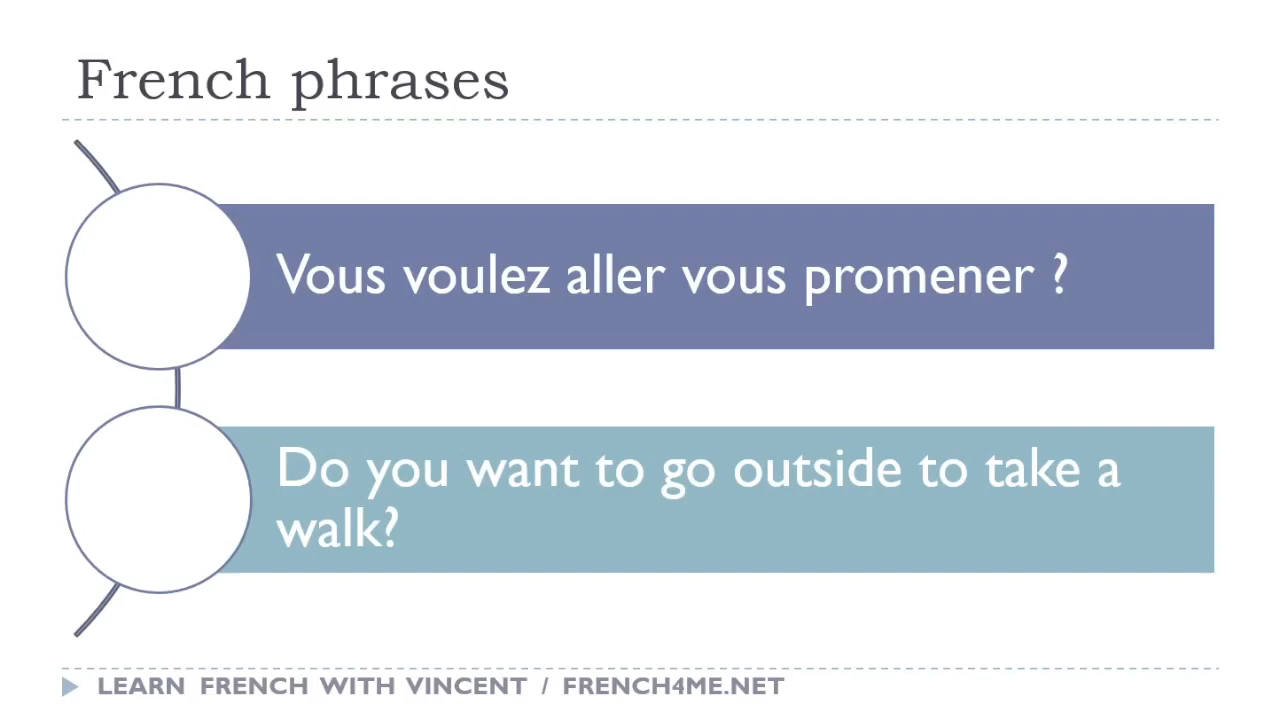 French phrases
Vous voulez aller vous promener ?
Do you want to go outside to take a
walk?
LEARN FRENCH WITH VINCENT / FRENCH4ME.NET